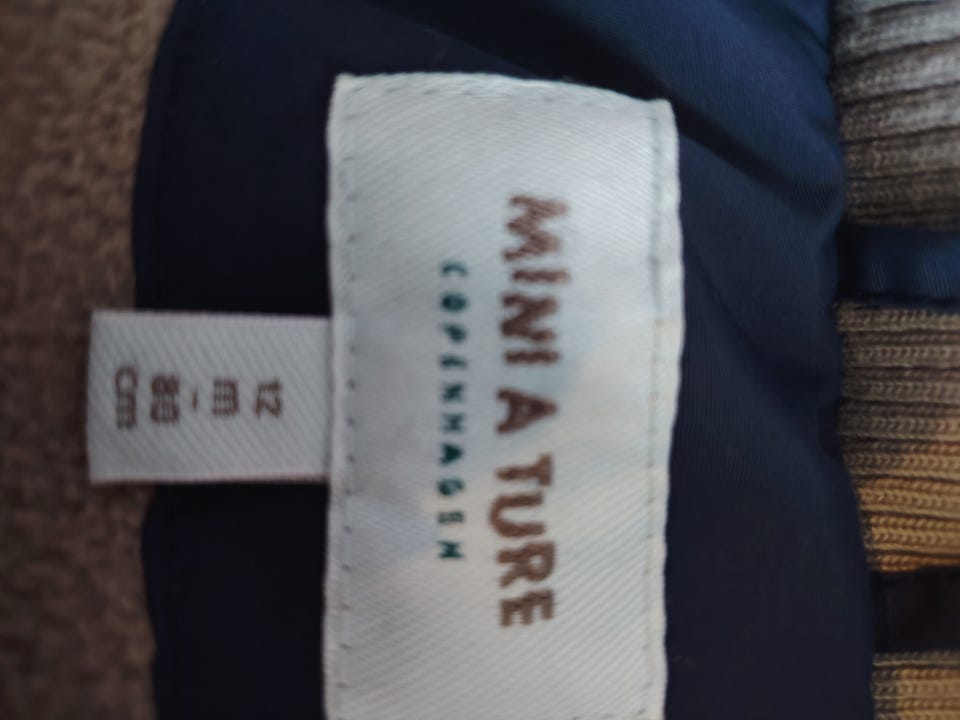 MINI A TURE
COPENHAGEN
12
m
-
80
cm